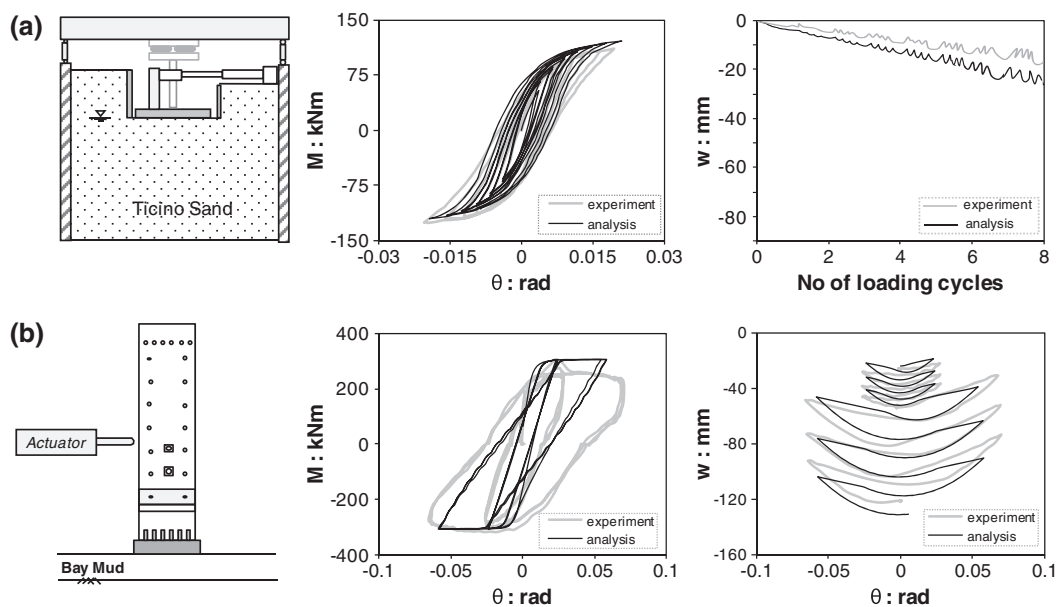 (a)
Ticino Sand
M : kNm
150
75
0
-75
-150
-0.03
-0.015
0
0.015
0.03
θ : rad
experiment
analysis
w : mm
0
-20
-40
-60
-80
0
2
4
6
8
No of loading cycles
experiment
analysis
(b)
Actuator
Bay Mud
M : kNm
400
200
0
-200
-400
-0.1
-0.05
0
0.05
0.1
θ : rad
experiment
analysis
w : mm
0
-40
-80
-120
-160
-0.1
-0.05
0
0.05
0.1
θ : rad
experiment
analysis